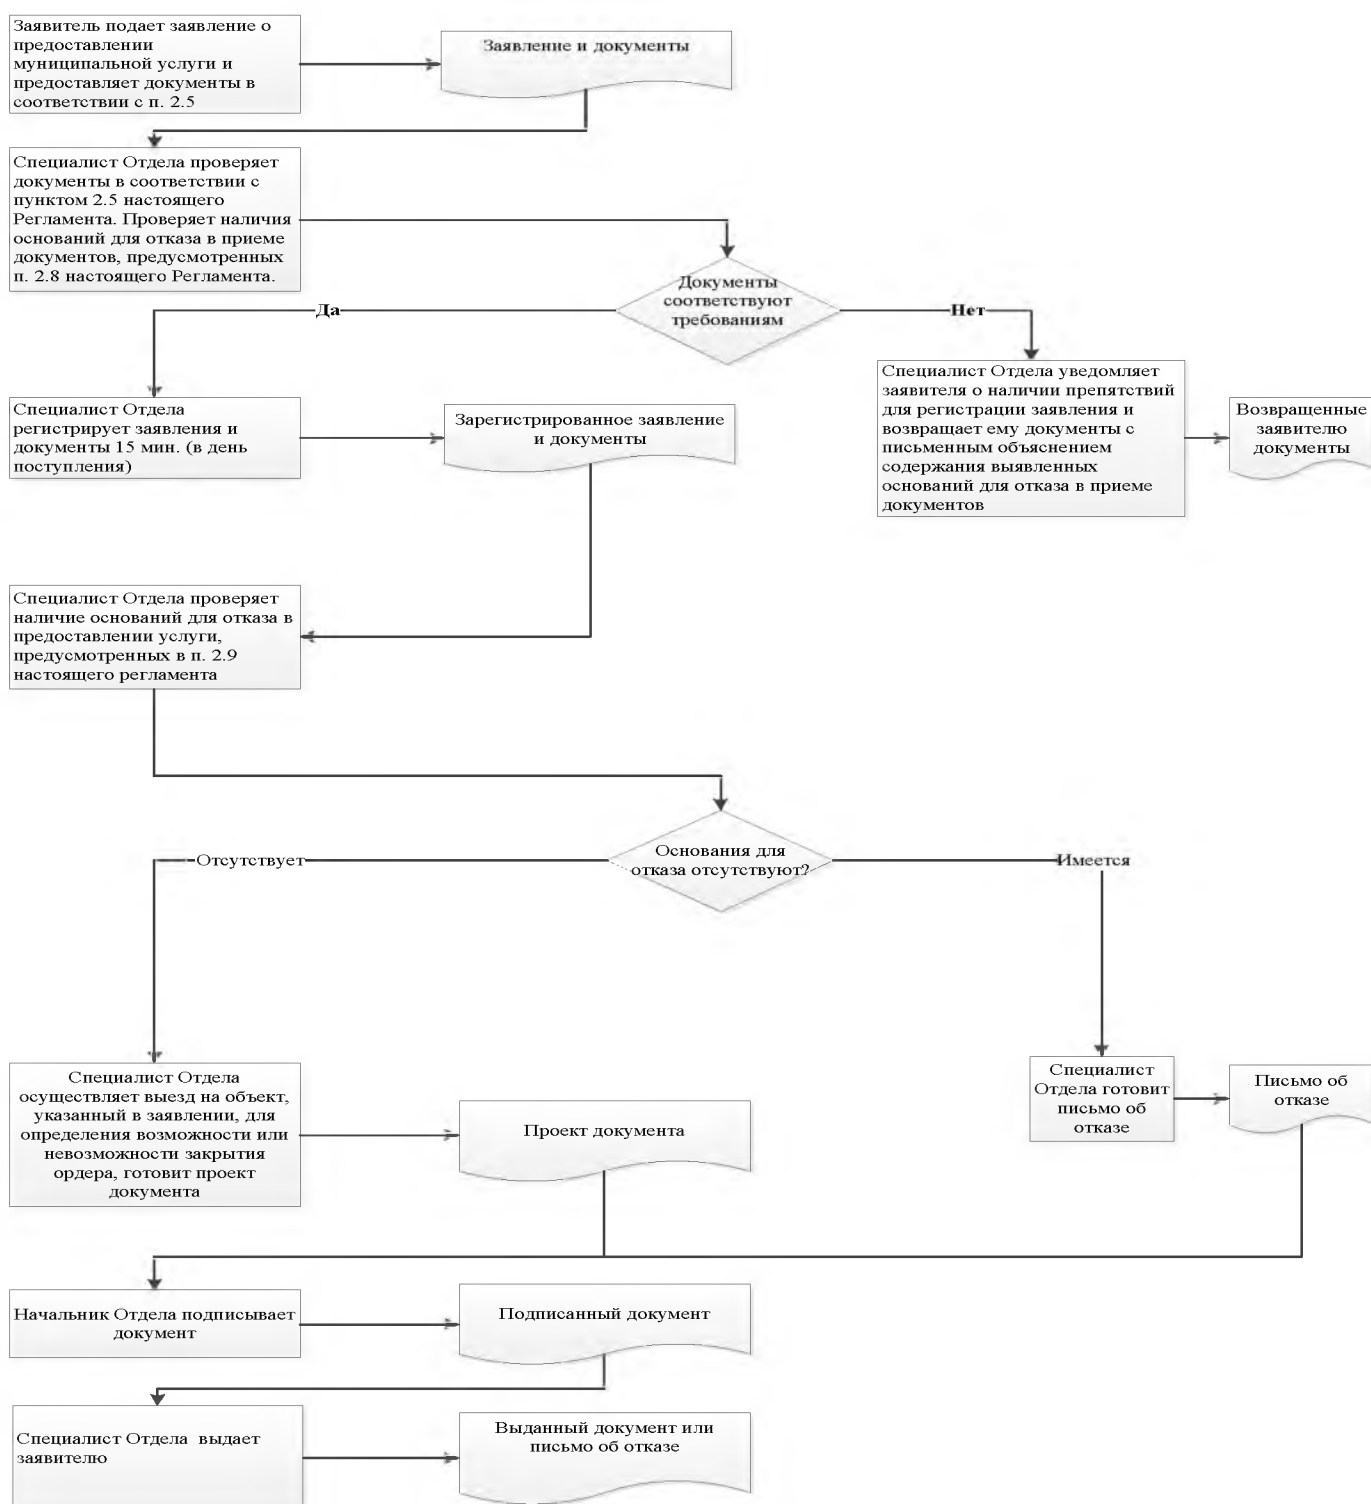 Заявитель подает заявление о
предоставлении
муниципальной услуги и
предоставляет документы в
соответствии с п. 2.5
Заявление и документы
Специалист Отдела проверяет
документы в соответствии с
пунктом 2.5 настоящего
Регламента. Проверяет наличия
оснований для отказа в приеме
документов, предусмотренных
п. 2.8 настоящего Регламента.
Документы
соответствуют
требованиям
Да
Нет
Специалист Отдела
регистрирует заявления и
документы 15 мин. (в день
поступления)
Зарегистрированное заявление
и документы
Специалист Отдела уведомляет
заявителя о наличии препятствий
для регистрации заявления и
возвращает ему документы с
письменным объяснением
содержания выявленных
оснований для отказа в приеме
документов
Возвращенные
заявителю
документы
Специалист Отдела проверяет
наличие оснований для отказа в
предоставлении услуги,
предусмотренных в п. 2.9
настоящего регламента
Основания для
отказа отсутствуют?
Отсутствует
Имеется
Специалист Отдела
осуществляет выезд на объект,
указанный в заявлении, для
определения возможности или
невозможности закрытия
ордера, готовит проект
документа
Проект документа
Специалист
Отдела готовит
письмо об
отказе
Письмо об
отказе
Начальник Отдела подписывает
документ
Подписанный документ
Специалист Отдела  выдает
заявителю
Выданный документ или
письмо об отказе